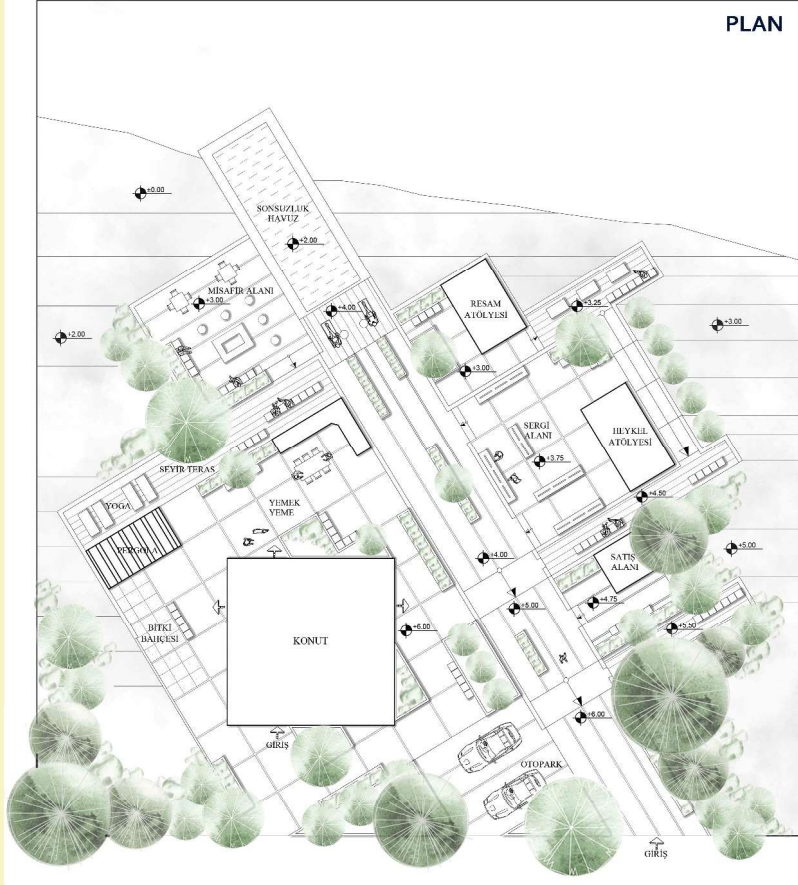 PLAN
±0.00
SONSUZLUK
HAVUZ
+2.00
MİSAFİR ALANI
+3.00
+4.00
RESAM
ATÖLYESİ
+3.25
+2.00
+3.00
+3.00
SERGİ
ALANI
+3.75
HEYKEL
ATÖLYESİ
SEYİR TERAS
YOGA
YEMEK
YEME
+4.50
PERGOLA
+4.00
SATIŞ
ALANI
+5.00
+4.75
+5.00
BİTKİ
BAHÇESİ
KONUT
+6.00
+5.50
+6.00
GİRİŞ
OTOPARK
GİRİŞ